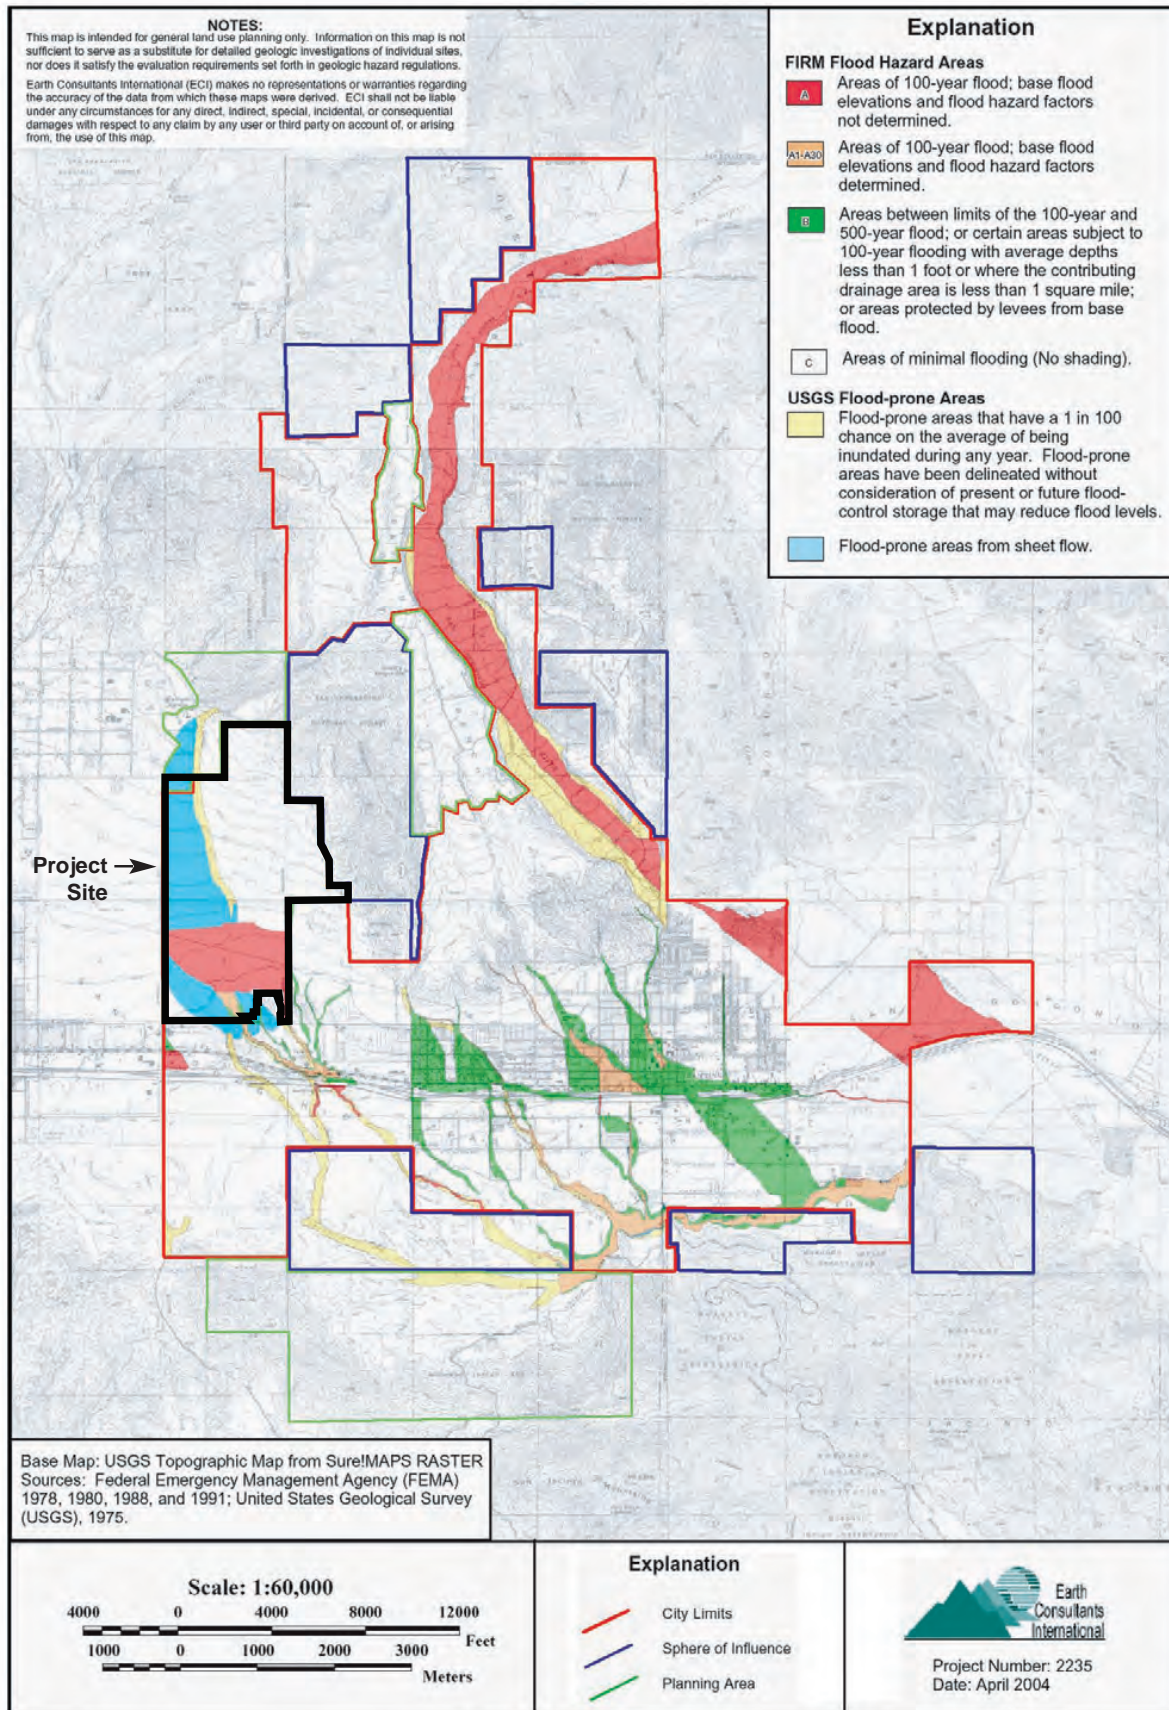 NOTES:
This map is intended for general land use planning only. Information on this map is not
sufficient to serve as a substitute for detailed geologic investigations of individual sites,
nor does it satisfy the evaluation requirements set forth in geologic hazard regulations.
Earth Consultants International (ECI) makes no representations or warranties regarding
the accuracy of the data from which these maps were derived. ECI shall not be liable
under any circumstances for any direct, indirect, special, incidental, or consequential
damages with respect to any claim by any user or third party on account of, or arising
from, the use of this map.
Explanation
FIRM Flood Hazard Areas
A
Areas of 100-year flood; base flood
elevations and flood hazard factors
not determined.
A1-A30
Areas of 100-year flood; base flood
elevations and flood hazard factors
determined.
B
Areas between limits of the 100-year and
500-year flood; or certain areas subject to
100-year flooding with average depths
less than 1 foot or where the contributing
drainage area is less than 1 square mile;
or areas protected by levees from base
flood.
C
Areas of minimal flooding (No shading).
USGS Flood-prone Areas
Flood-prone areas that have a 1 in 100
chance on the average of being
inundated during any year. Flood-prone
areas have been delineated without
consideration of present or future flood-
control storage that may reduce flood levels.
Flood-prone areas from sheet flow.
Project
Site
Base Map: USGS Topographic Map from Sure!MAPS RASTER
Sources: Federal Emergency Management Agency (FEMA)
1978, 1980, 1988, and 1991; United States Geological Survey
(USGS), 1975.
Scale: 1:60,000
4000 0 4000 8000 12000
Feet
1000 0 1000 2000 3000
Meters
Explanation
City Limits
Sphere of Influence
Planning Area
Earth
Consultants
International
Project Number: 2235
Date: April 2004